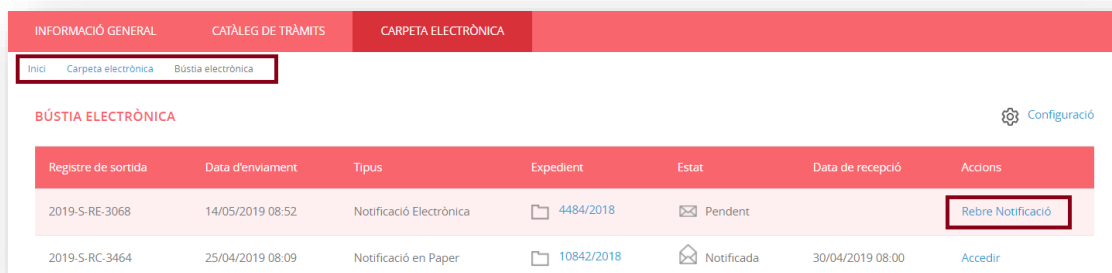 INFORMACIÓ GENERAL CATÀLEG DE TRÀMITS CARPETA ELECTRÒNICA
Inici Carpeta electrònica Bústia electrònica
BÚSTIA ELECTRÒNICA Configuració
Registre de sortida Data d'enviament Tipus Expedient Estat Data de recepció Accions
2019-S-RE-3068 14/05/2019 08:52 Notificació Electrònica 4484/2018 Pendent Rebre Notificació
2019-S-RC-3464 25/04/2019 08:09 Notificació en Paper 10842/2018 Notificada 30/04/2019 08:00 Accedir